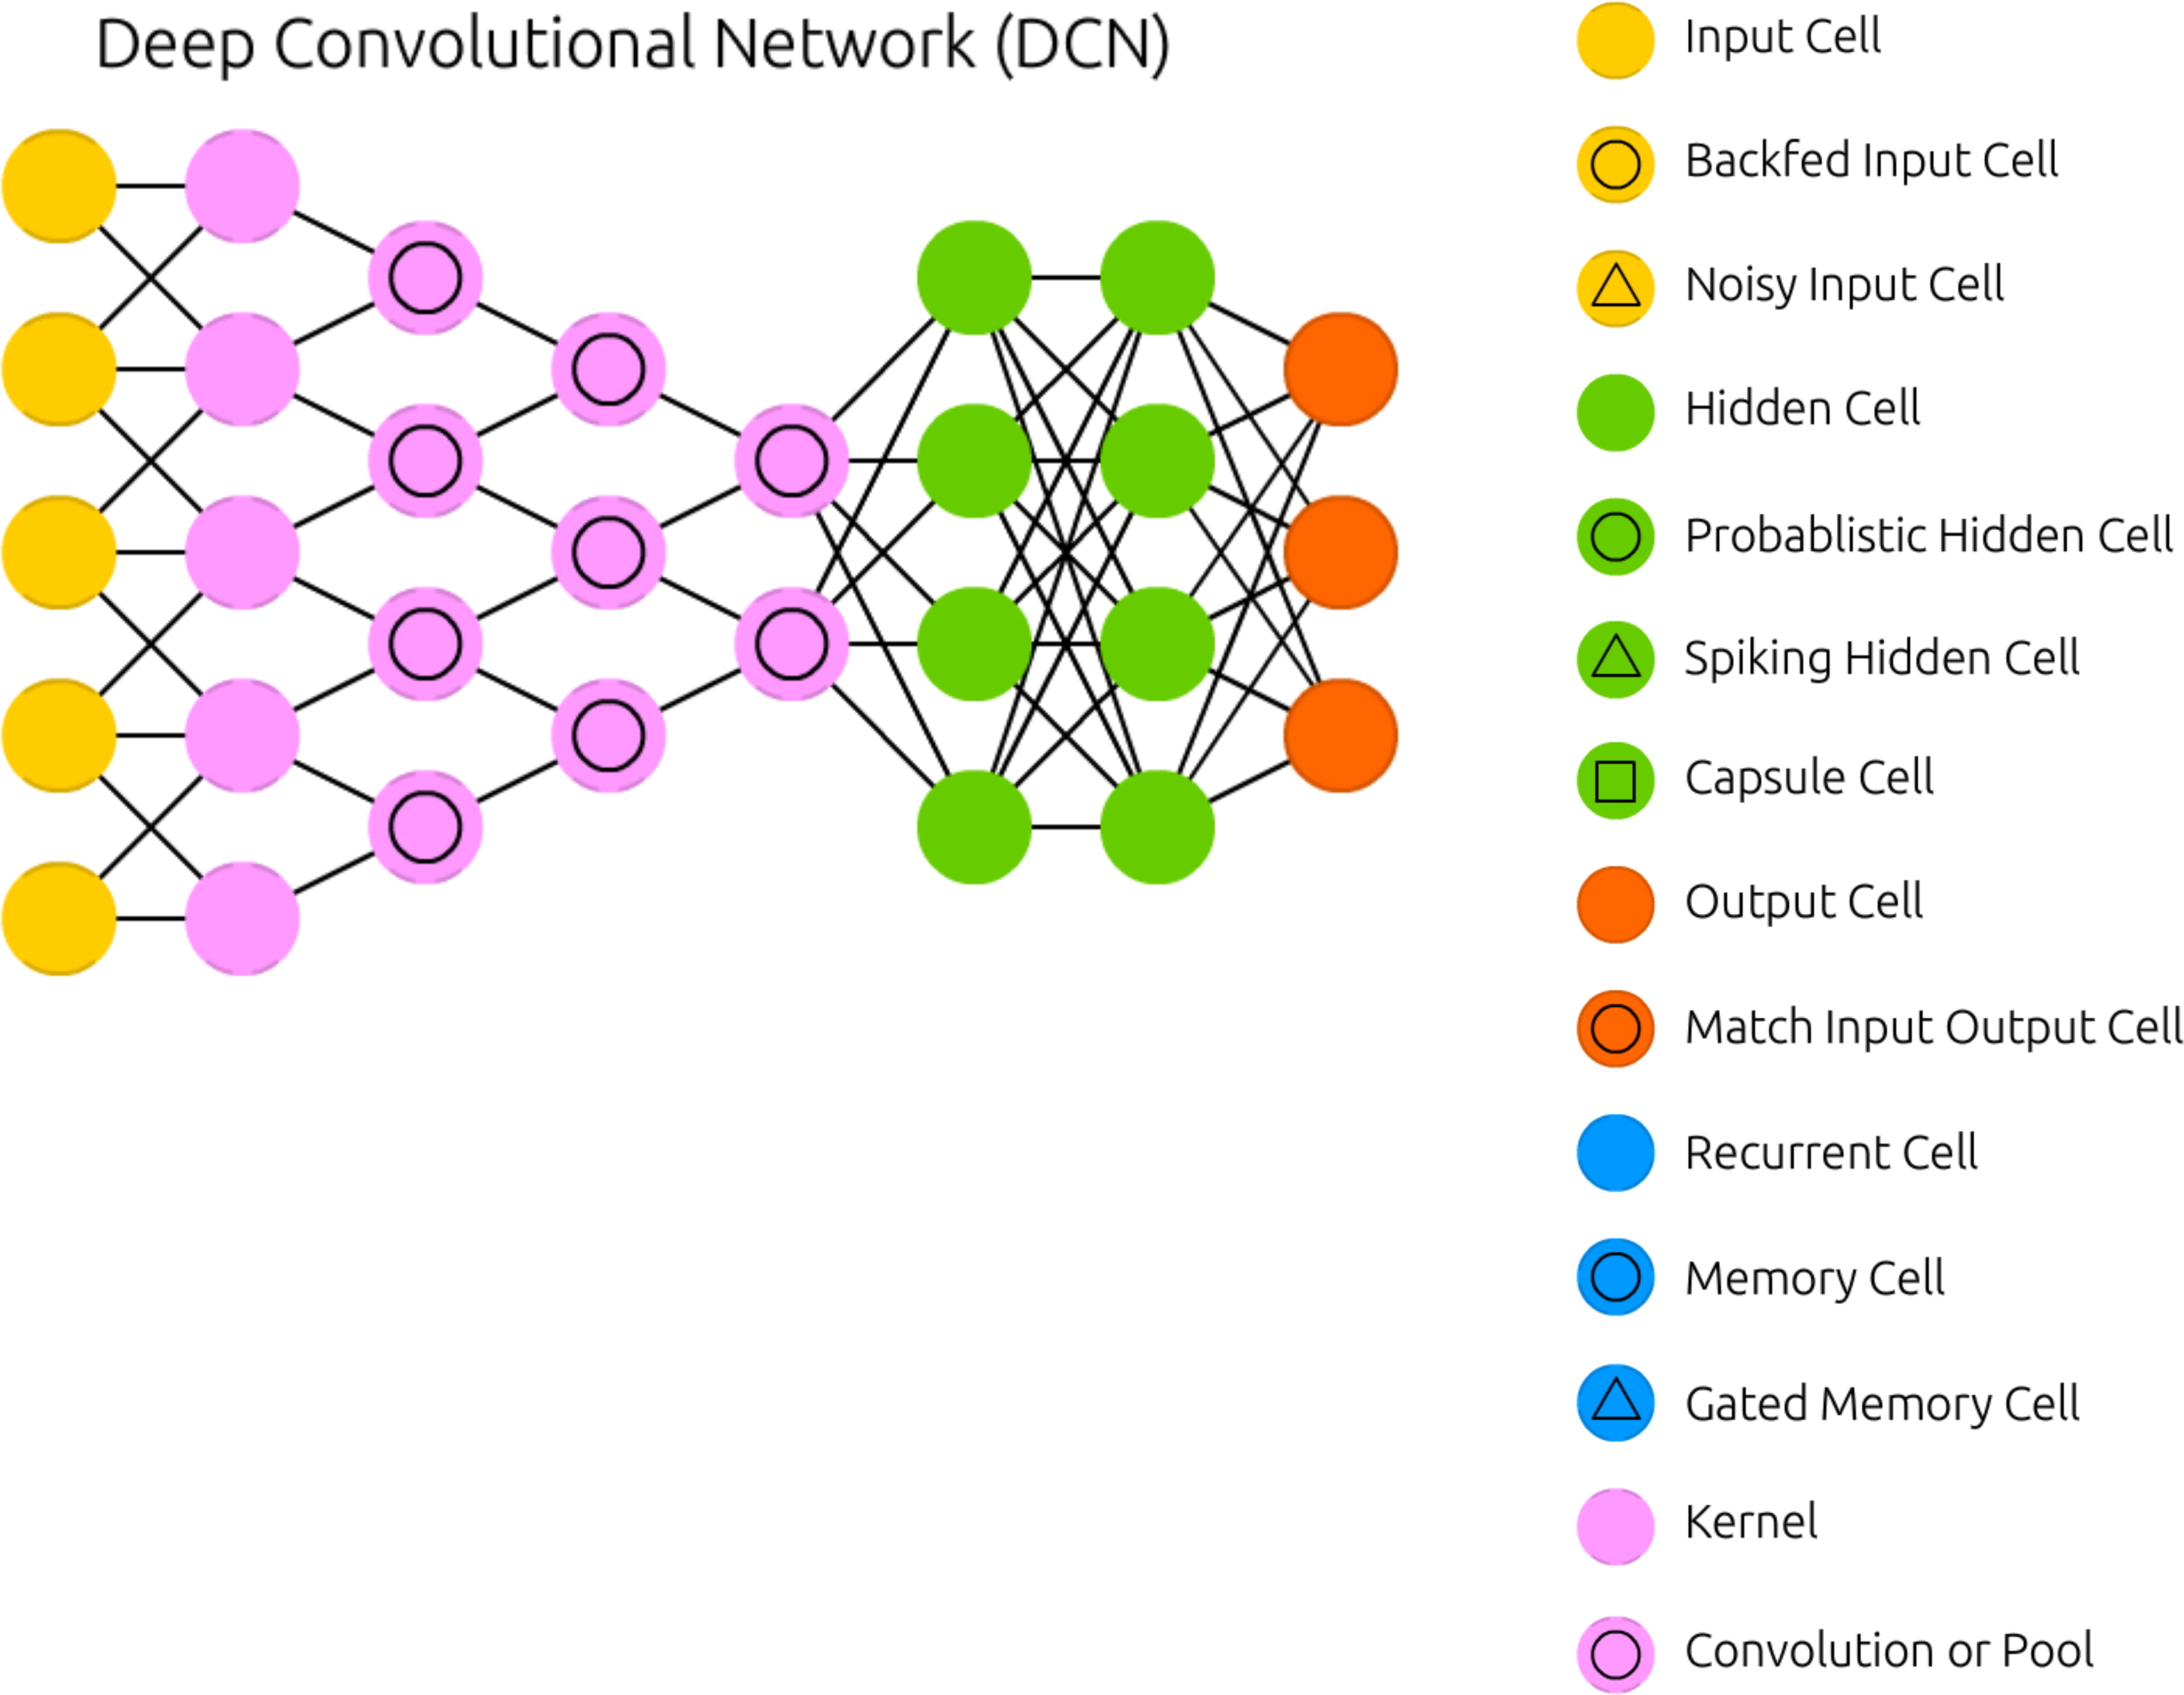 Deep Convolutional Network (DCN)
Input Cell
Backfed Input Cell
Noisy Input Cell
Hidden Cell
Probablistic Hidden Cell
Spiking Hidden Cell
Capsule Cell
Output Cell
Match Input Output Cell
Recurrent Cell
Memory Cell
Gated Memory Cell
Kernel
Convolution or Pool